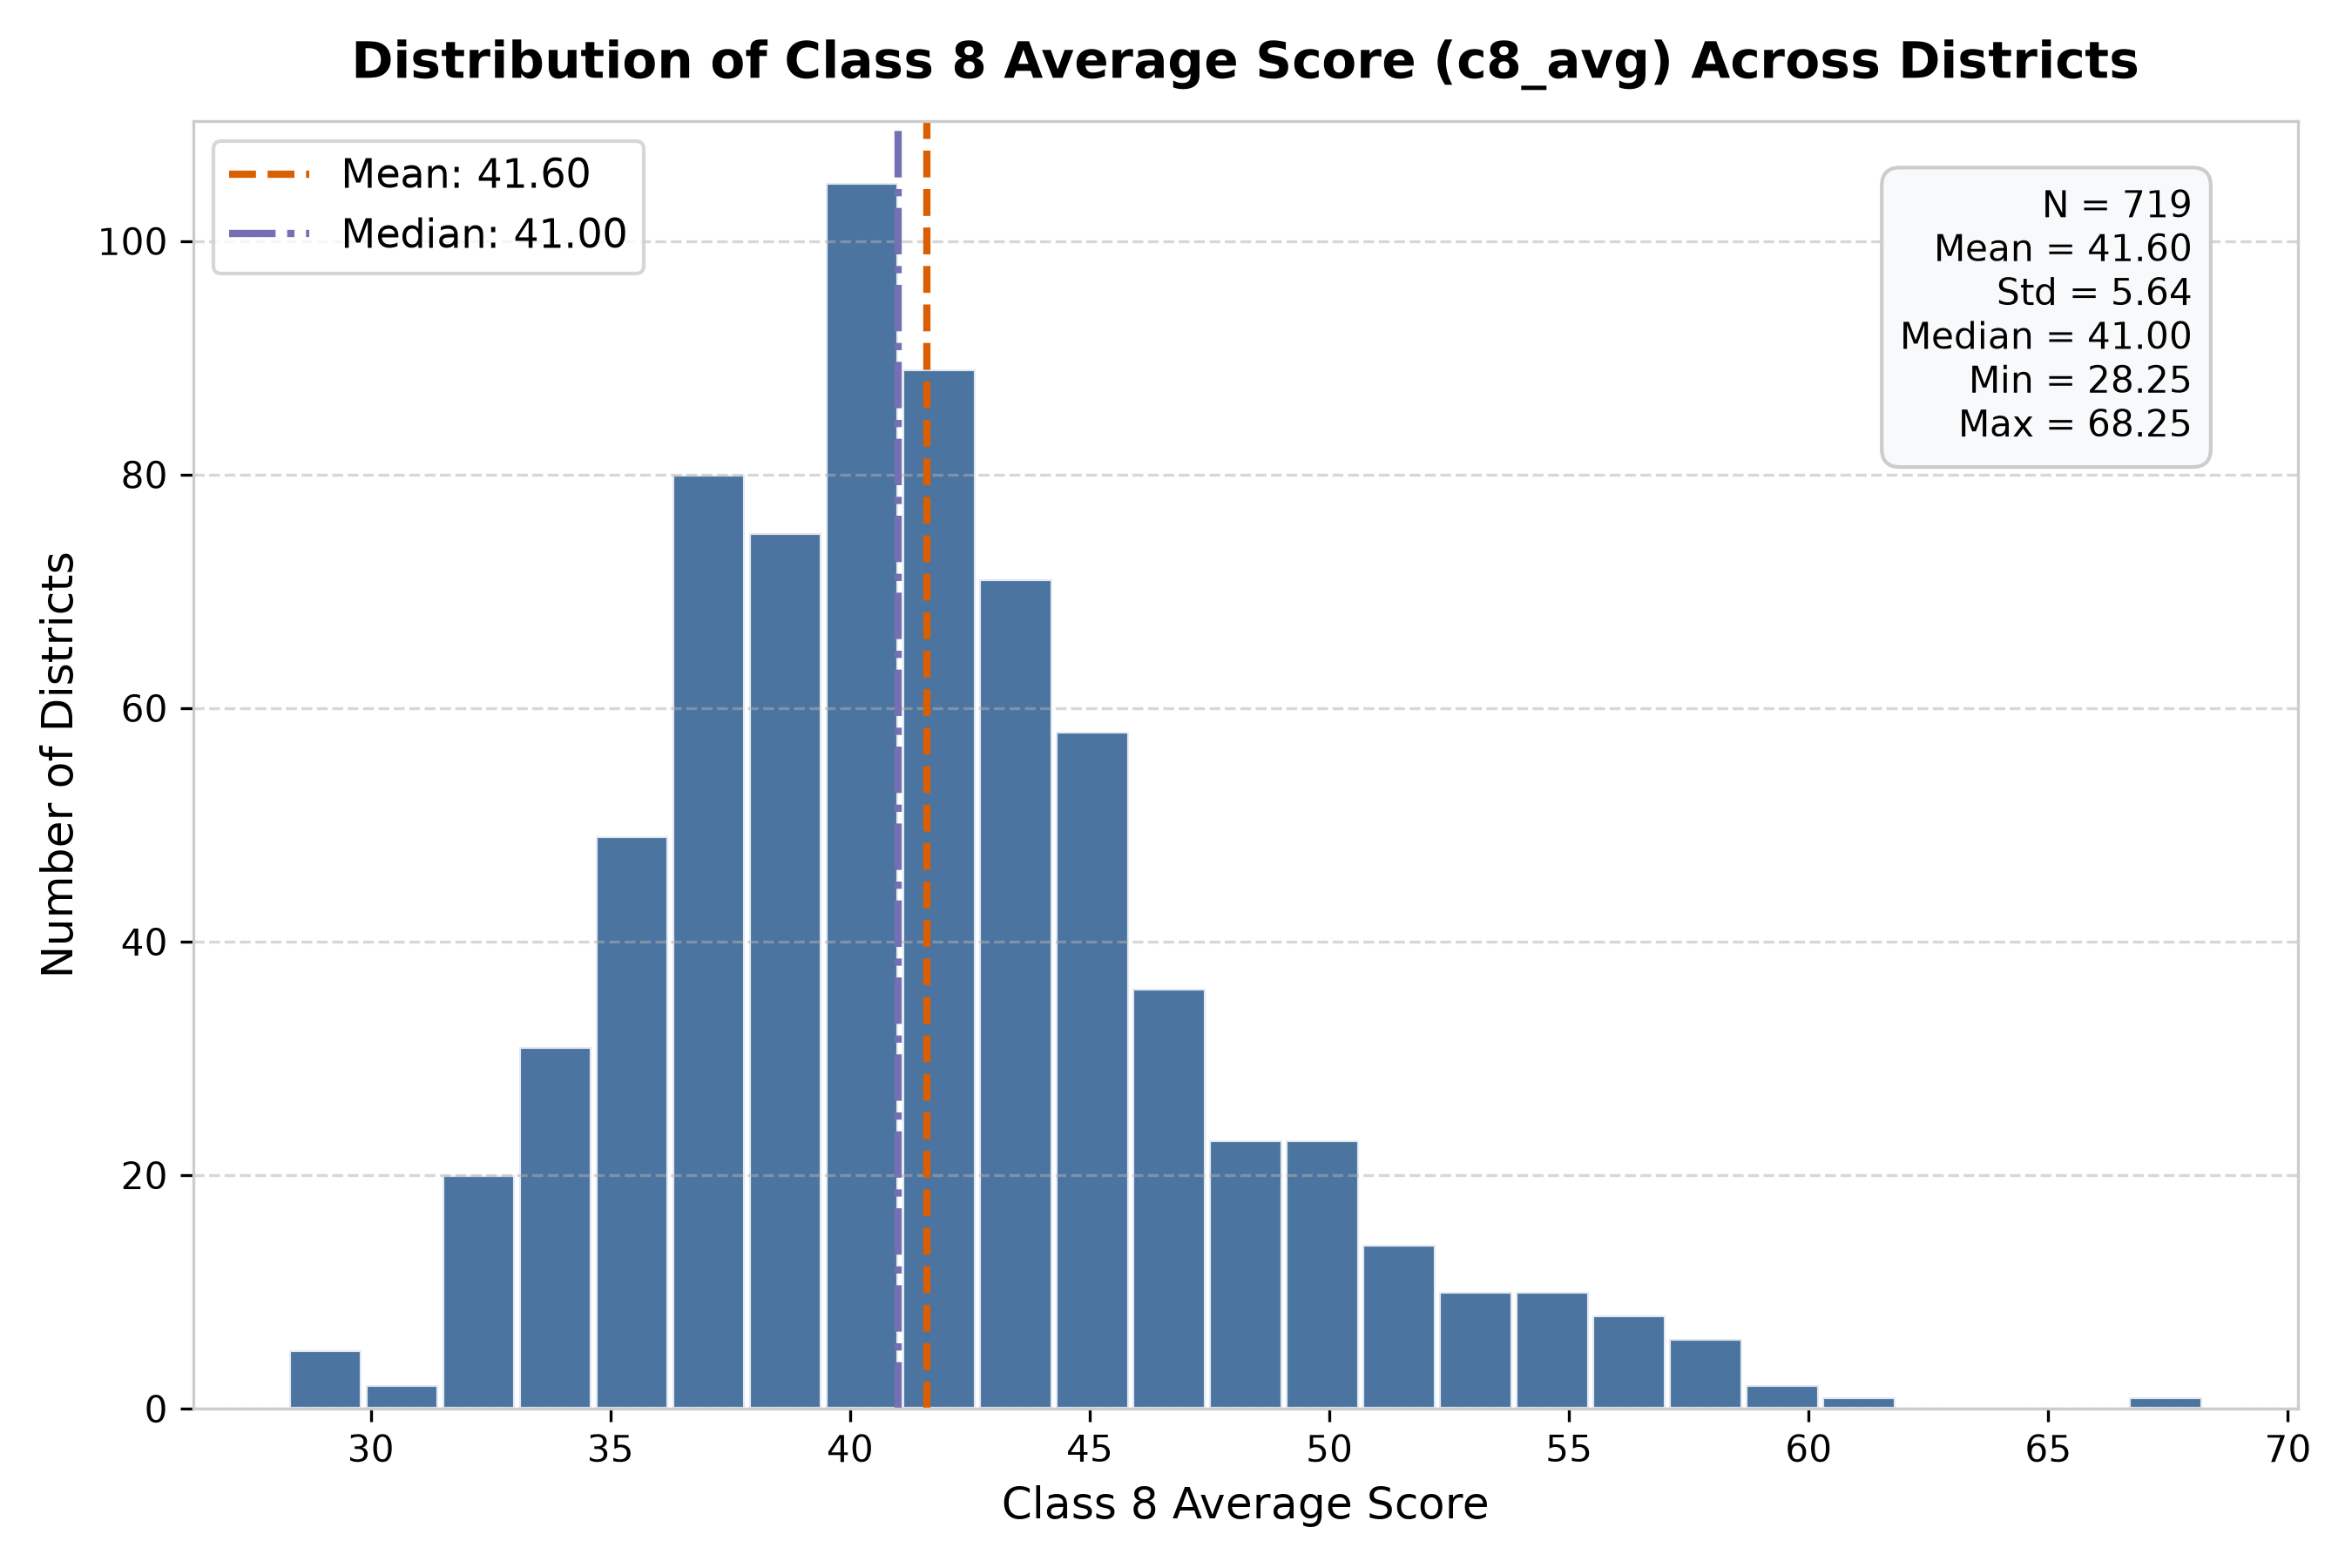 Distribution of Class 8 Average Score (c8_avg) Across Districts
Mean: 41.60
Median: 41.00
N = 719
Mean = 41.60
Std = 5.64
Median = 41.00
Min = 28.25
Max = 68.25
Number of Districts
100
80
60
40
20
0
30 35 40 45 50 55 60 65 70
Class 8 Average Score